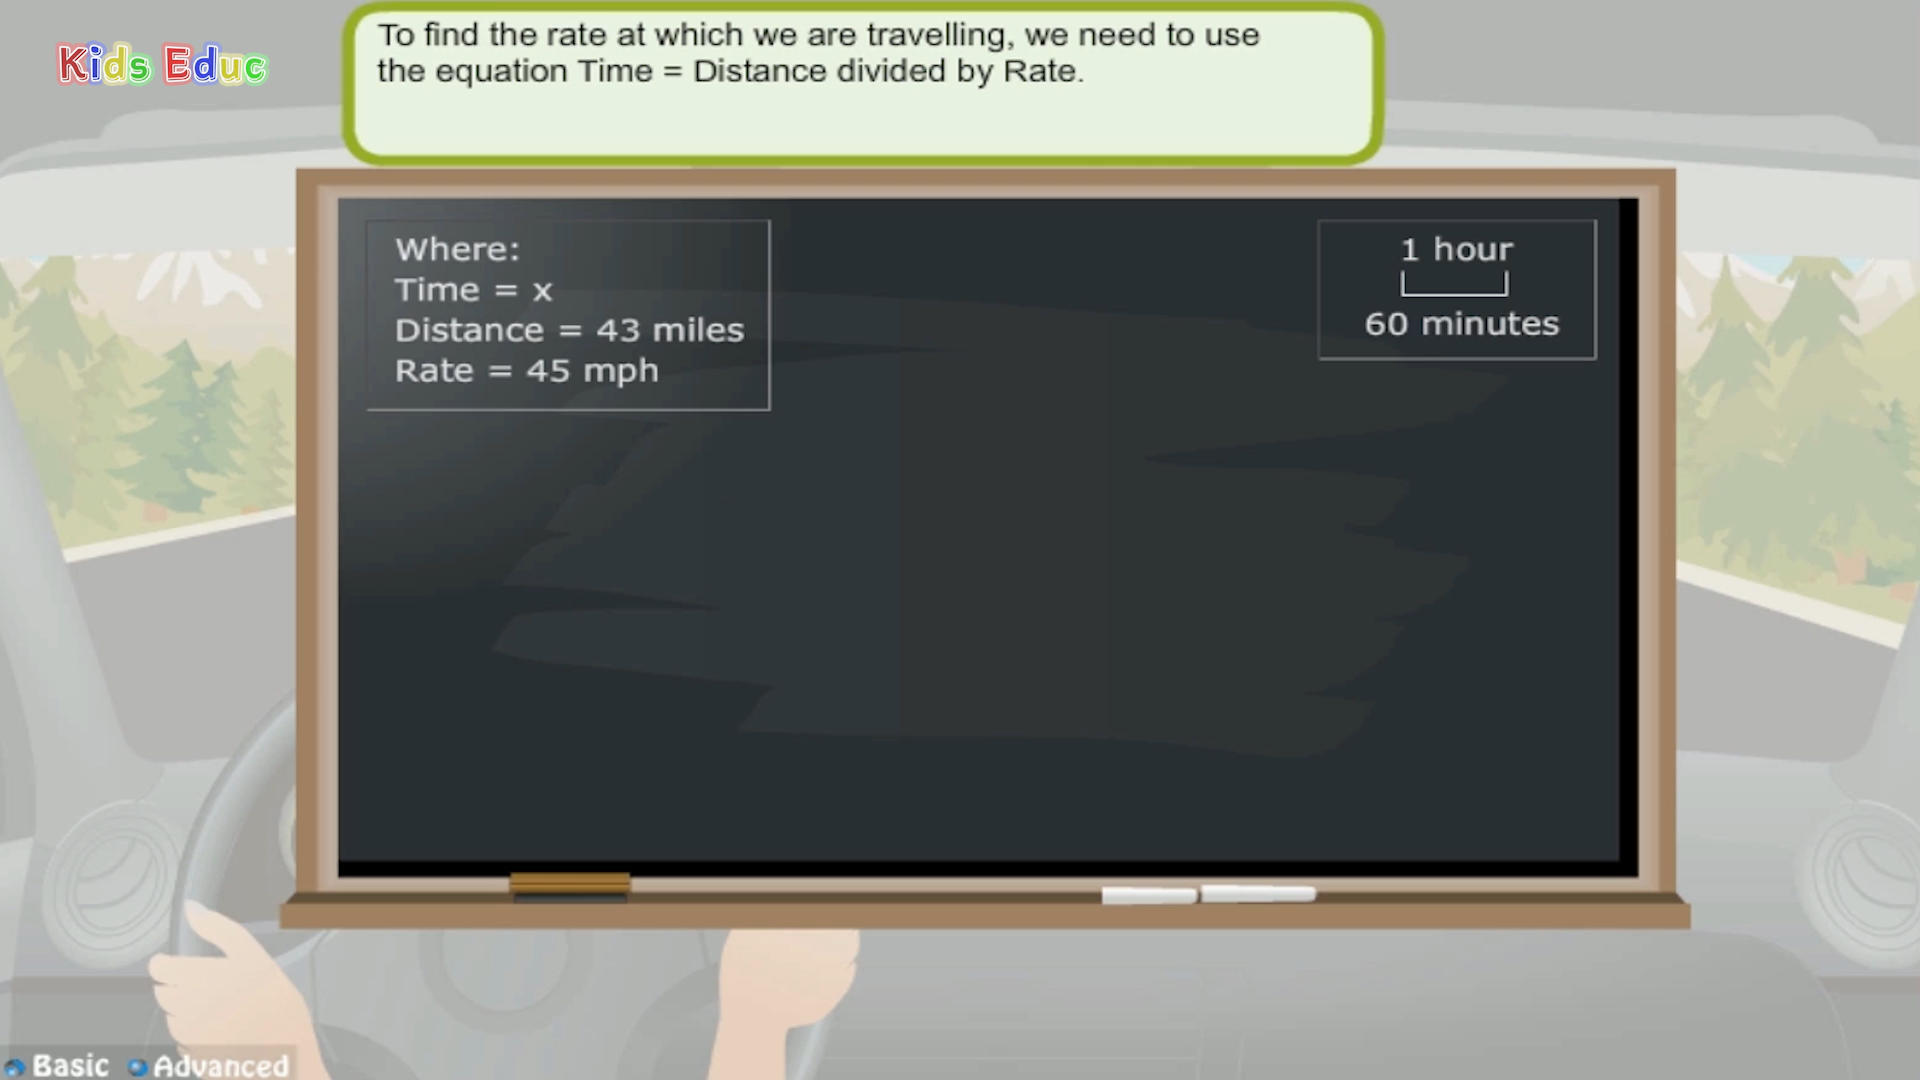 Kids Educ
To find the rate at which we are travelling, we need to use
the equation Time = Distance divided by Rate.
Where:
Time = x
Distance = 43 miles
Rate = 45 mph
1 hour
60 minutes
Basic Advanced